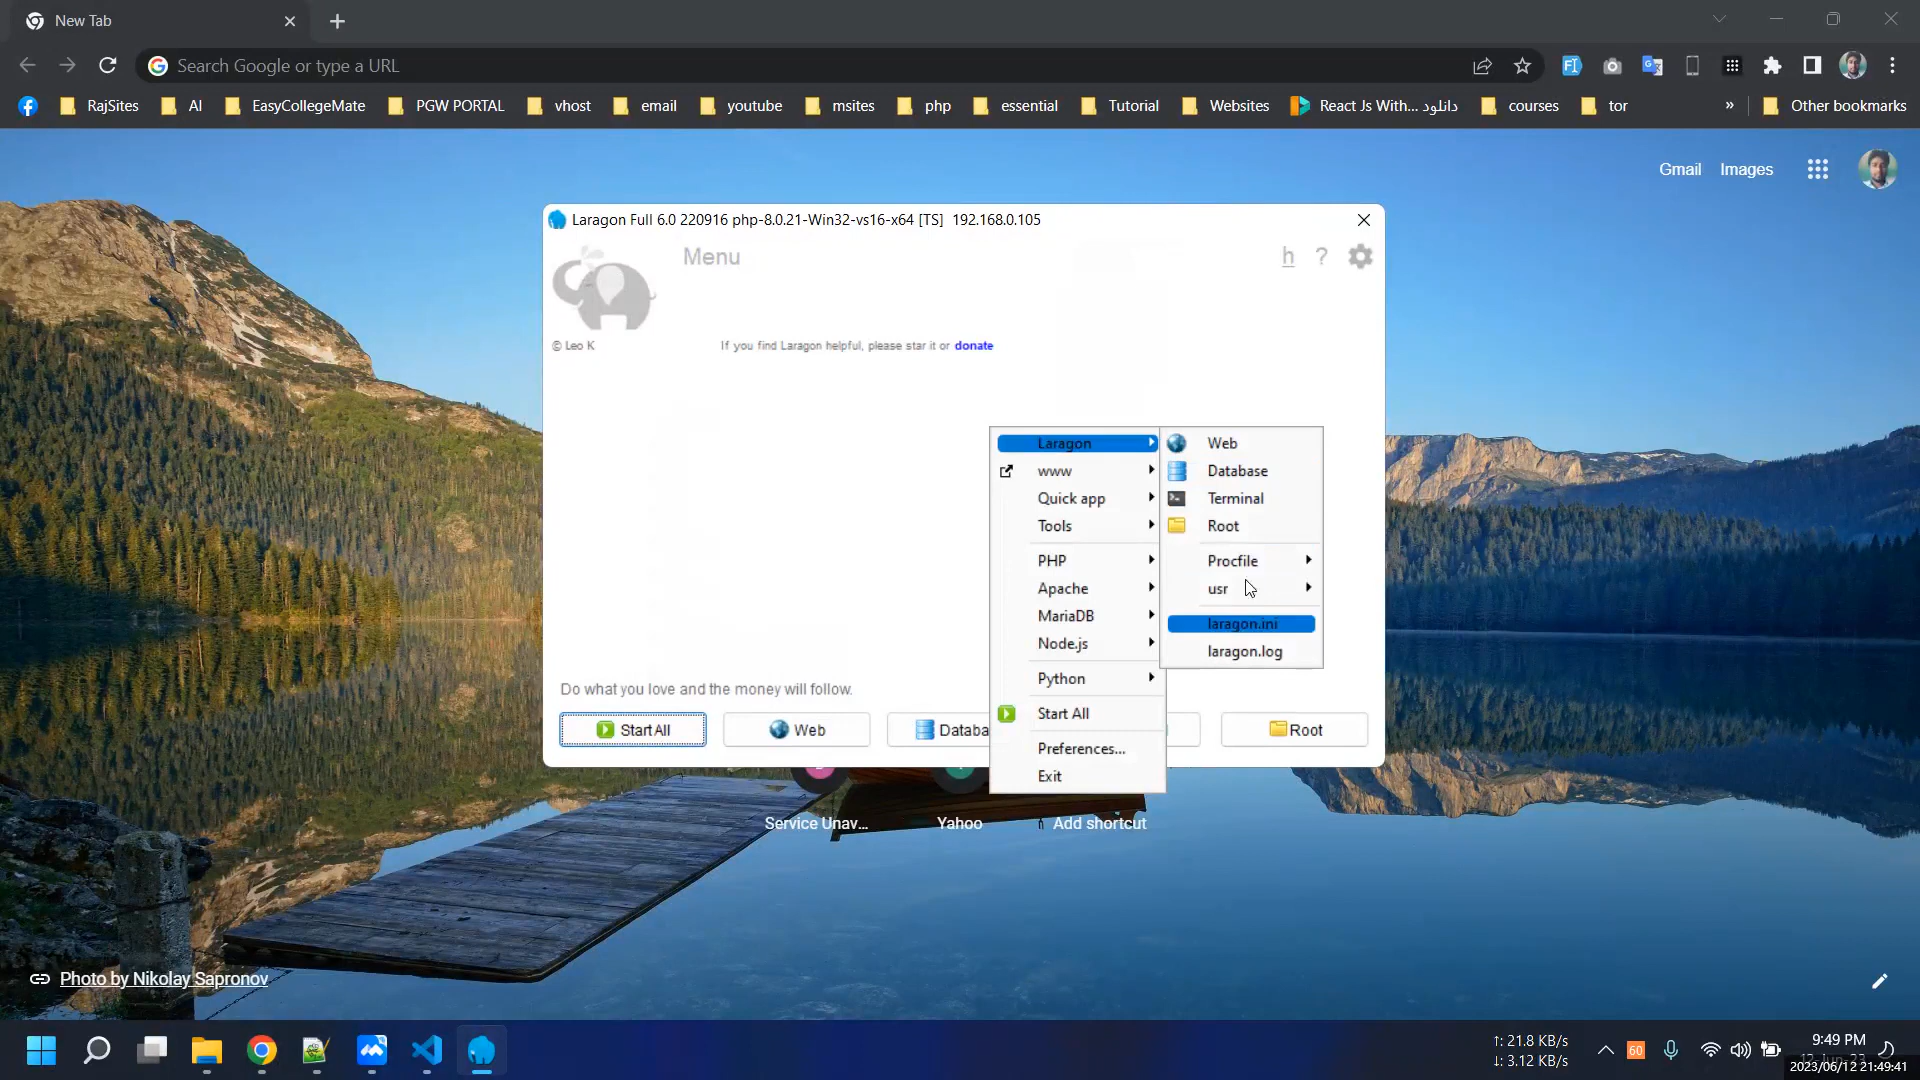 New Tab
Search Google or type a URL
RajSites AI EasyCollegeMate PGW PORTAL vhost email youtube msites php essential Tutorial Websites React Js With... دانلود courses tor » Other bookmarks
Gmail Images
Laragon Full 6.0 220916 php-8.0.21-Win32-vs16-x64 [TS] 192.168.0.105
Menu h ?
© Leo K
If you find Laragon helpful, please star it or donate
Laragon
www
Quick app
Tools
PHP
Apache
MariaDB
Node.js
Python
Start All
Preferences...
Exit
Web
Database
Terminal
Root
Procfile
usr
laragon.ini
laragon.log
Do what you love and the money will follow.
Start All Web Databa Root
Service Unav... Yahoo Add shortcut
Photo by Nikolay Sapronov
↑: 21.8 KB/s
↓: 3.12 KB/s
60
9:49 PM
12-Jun-23
2023/06/12 21:49:41